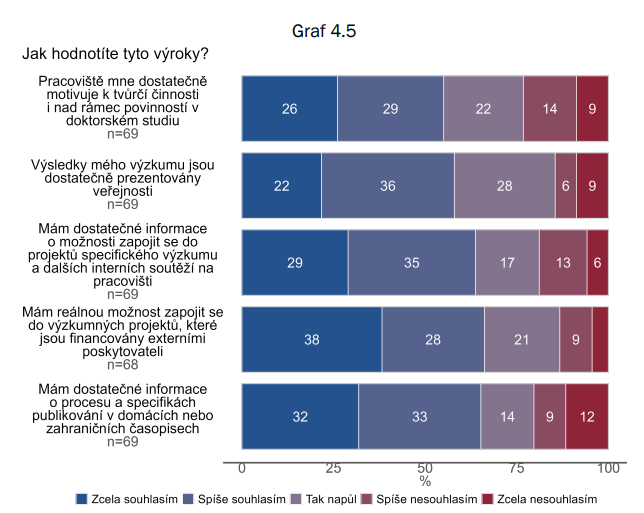 Graf 4.5
Jak hodnotíte tyto výroky?
Pracoviště mne dostatečně
motivuje k tvůrčí činnosti
i nad rámec povinností v
doktorském studiu
n=69
26 29 22 14 9
Výsledky mého výzkumu jsou
dostatečně prezentovány
veřejnosti
n=69
22 36 28 6 9
Mám dostatečné informace
o možnosti zapojit se do
projektů specifického výzkumu
a dalších interních soutěží na
pracovišti
n=69
29 35 17 13 6
Mám reálnou možnost zapojit se
do výzkumných projektů, které
jsou financovány externími
poskytovateli
n=68
38 28 21 9
Mám dostatečné informace
o procesu a specifikách
publikování v domácích nebo
zahraničních časopisech
n=69
32 33 14 9 12
0 25 50 75 100
%
Zcela souhlasím Spíše souhlasím Tak napůl Spíše nesouhlasím Zcela nesouhlasím